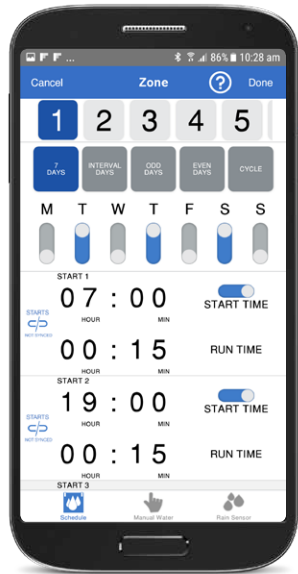 86% 10:28 am
Cancel Zone ? Done
1 2 3 4 5
7 DAYS INTERVAL DAYS ODD DAYS EVEN DAYS CYCLE
M T W T F S S
START 1
07 : 00 START TIME
HOUR MIN
STARTS
NOT SYNCED
00 : 15 RUN TIME
HOUR MIN
START 2
19 : 00 START TIME
HOUR MIN
STARTS
NOT SYNCED
00 : 15 RUN TIME
HOUR MIN
START 3
Schedule Manual Water Rain Sensor